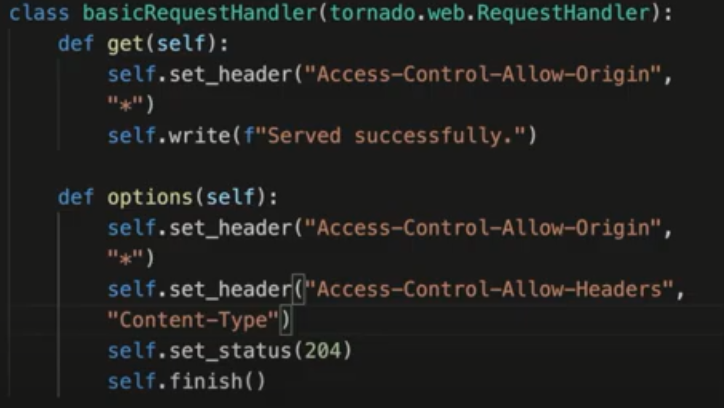 class basicRequestHandler(tornado.web.RequestHandler):
    def get(self):
        self.set_header("Access-Control-Allow-Origin",
        "*")
        self.write(f"Served successfully.")

    def options(self):
        self.set_header("Access-Control-Allow-Origin",
        "*")
        self.set_header("Access-Control-Allow-Headers",
        "Content-Type")
        self.set_status(204)
        self.finish()